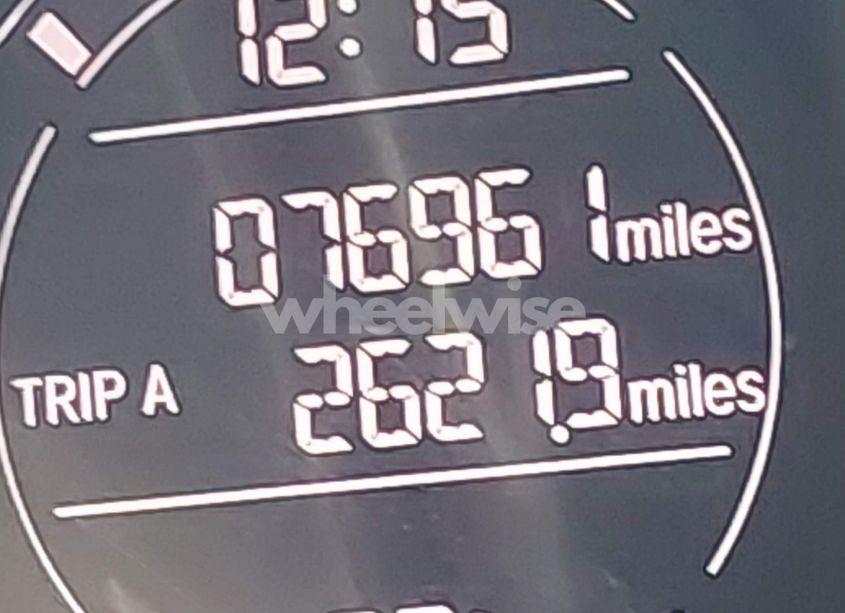 12:15
076961 miles
wheelwise
TRIP A 2621.9 miles